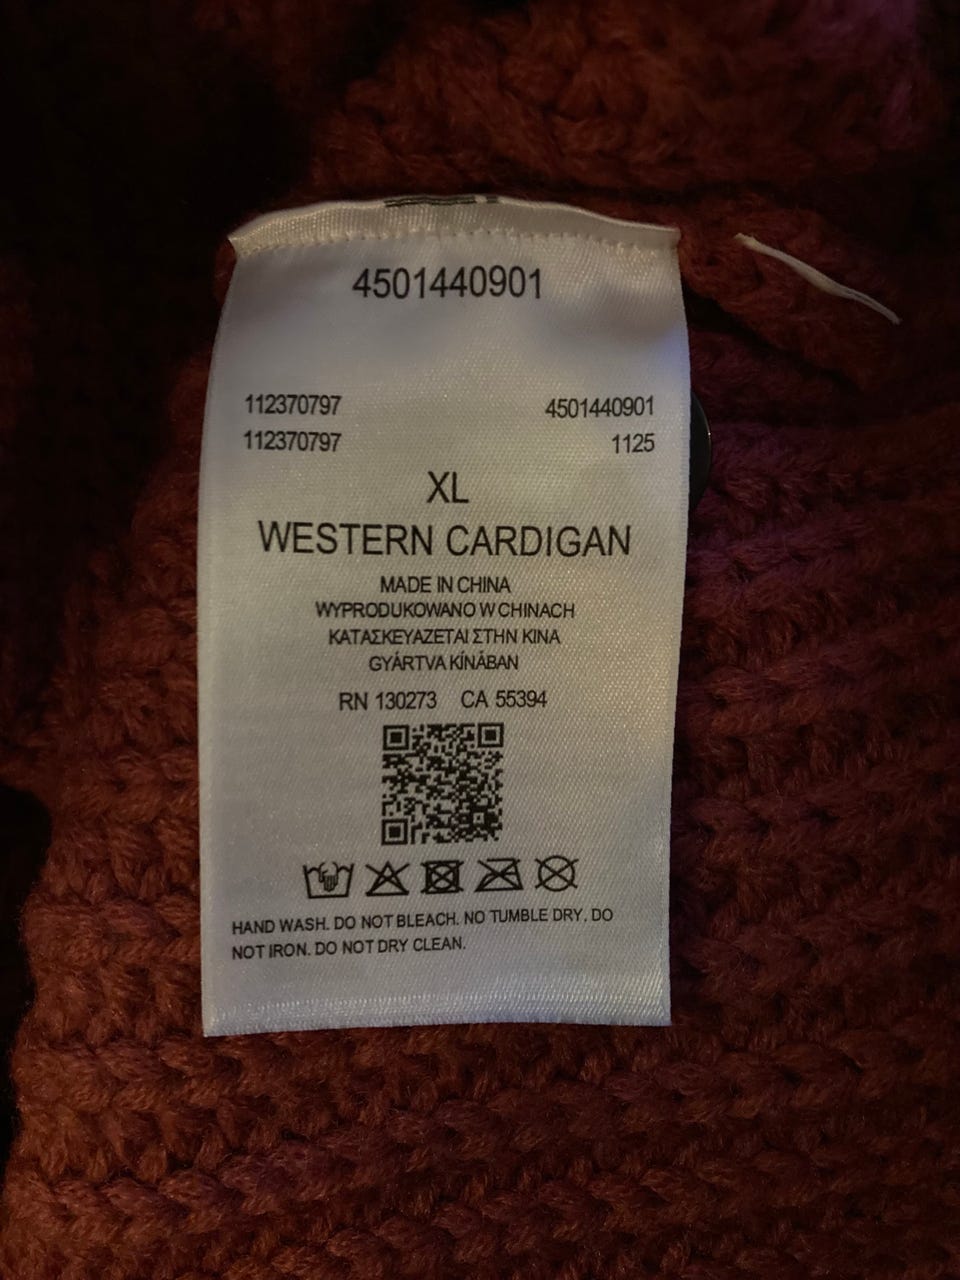 4501440901
112370797 4501440901
112370797 1125
XL
WESTERN CARDIGAN
MADE IN CHINA
WYPRODUKOWANO W CHINACH
ΚΑΤΑΣΚΕΥΑΖΕΤΑΙ ΣΤΗΝ ΚΙΝΑ
GYÁRTVA KÍNÁBAN
RN 130273 CA 55394
HAND WASH. DO NOT BLEACH. NO TUMBLE DRY. DO
NOT IRON. DO NOT DRY CLEAN.